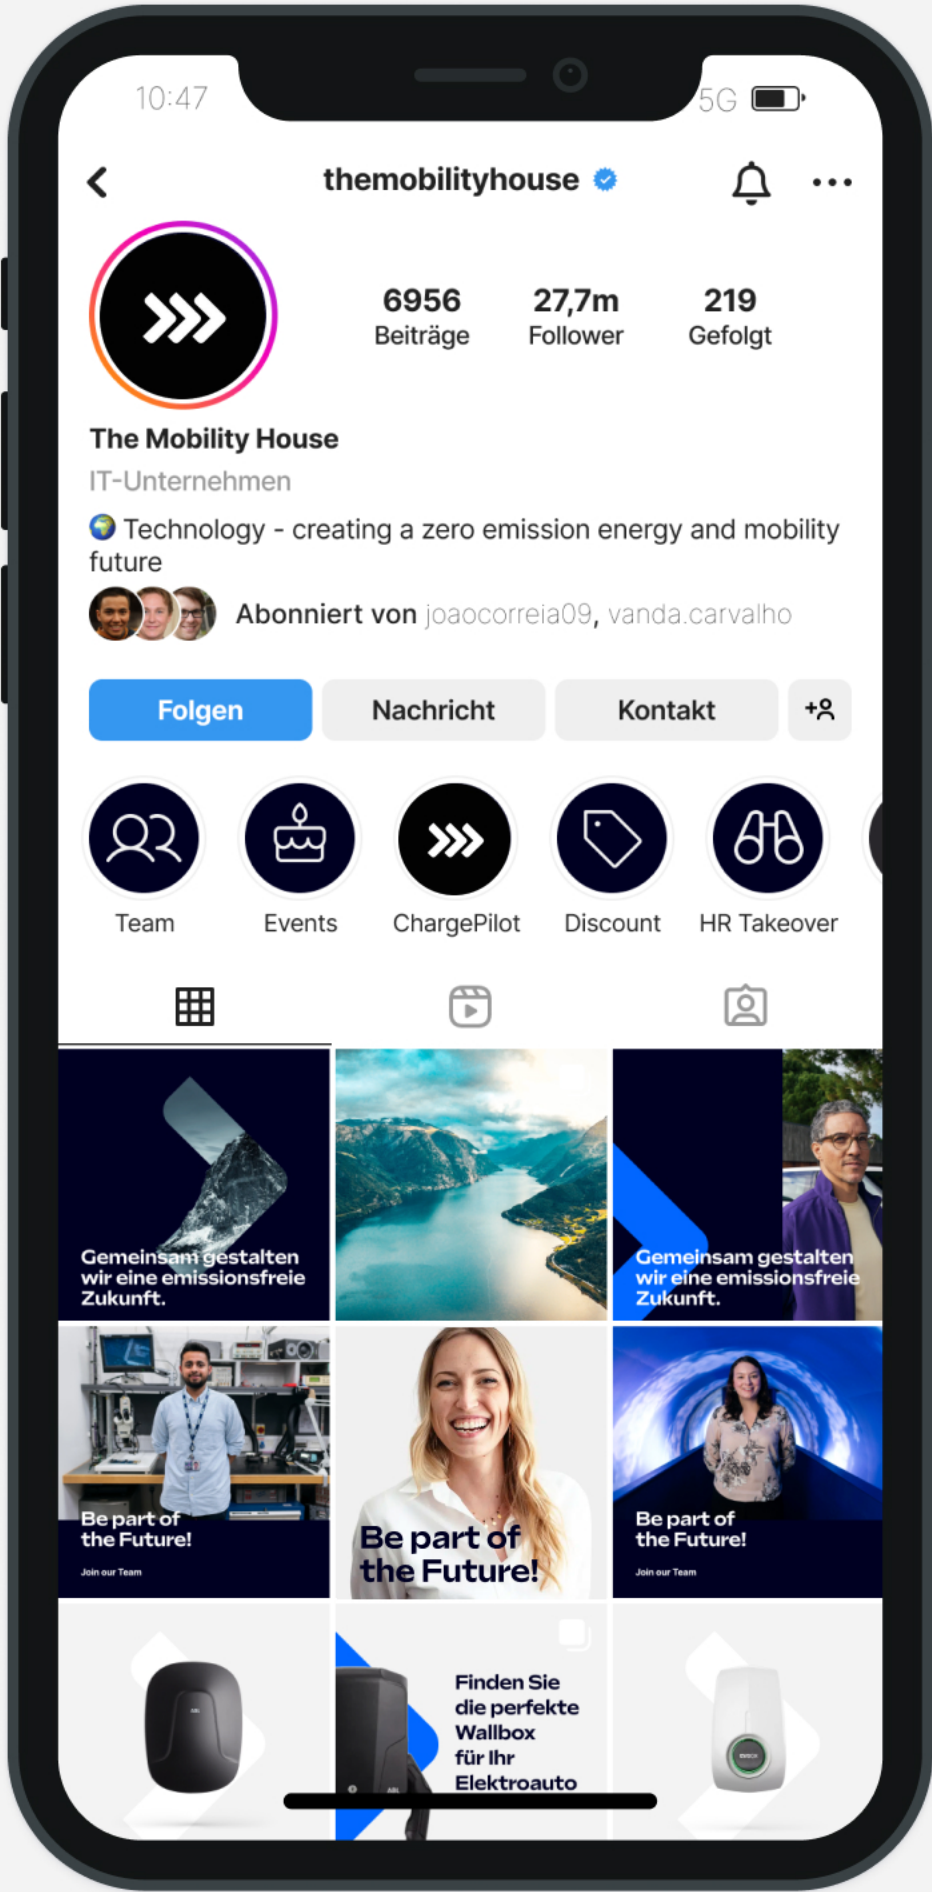 10:47
5G
themobilityhouse
6956
27,7m
219
Beiträge
Follower
Gefolgt
The Mobility House
IT-Unternehmen
Technology - creating a zero emission energy and mobility
future
Abonniert von joaocorreia09, vanda.carvalho
Folgen
Nachricht
Kontakt
Team
Events
ChargePilot
Discount
HR Takeover
Gemeinsam gestalten
wir eine emissionsfreie
Zukunft.
Gemeinsam gestalten
wir eine emissionsfreie
Zukunft.
Be part of
the Future!
Join our Team
Be part of
the Future!
Be part of
the Future!
Join our Team
ABL
Finden Sie
die perfekte
Wallbox
für Ihr
Elektroauto
ABL
EVBOX